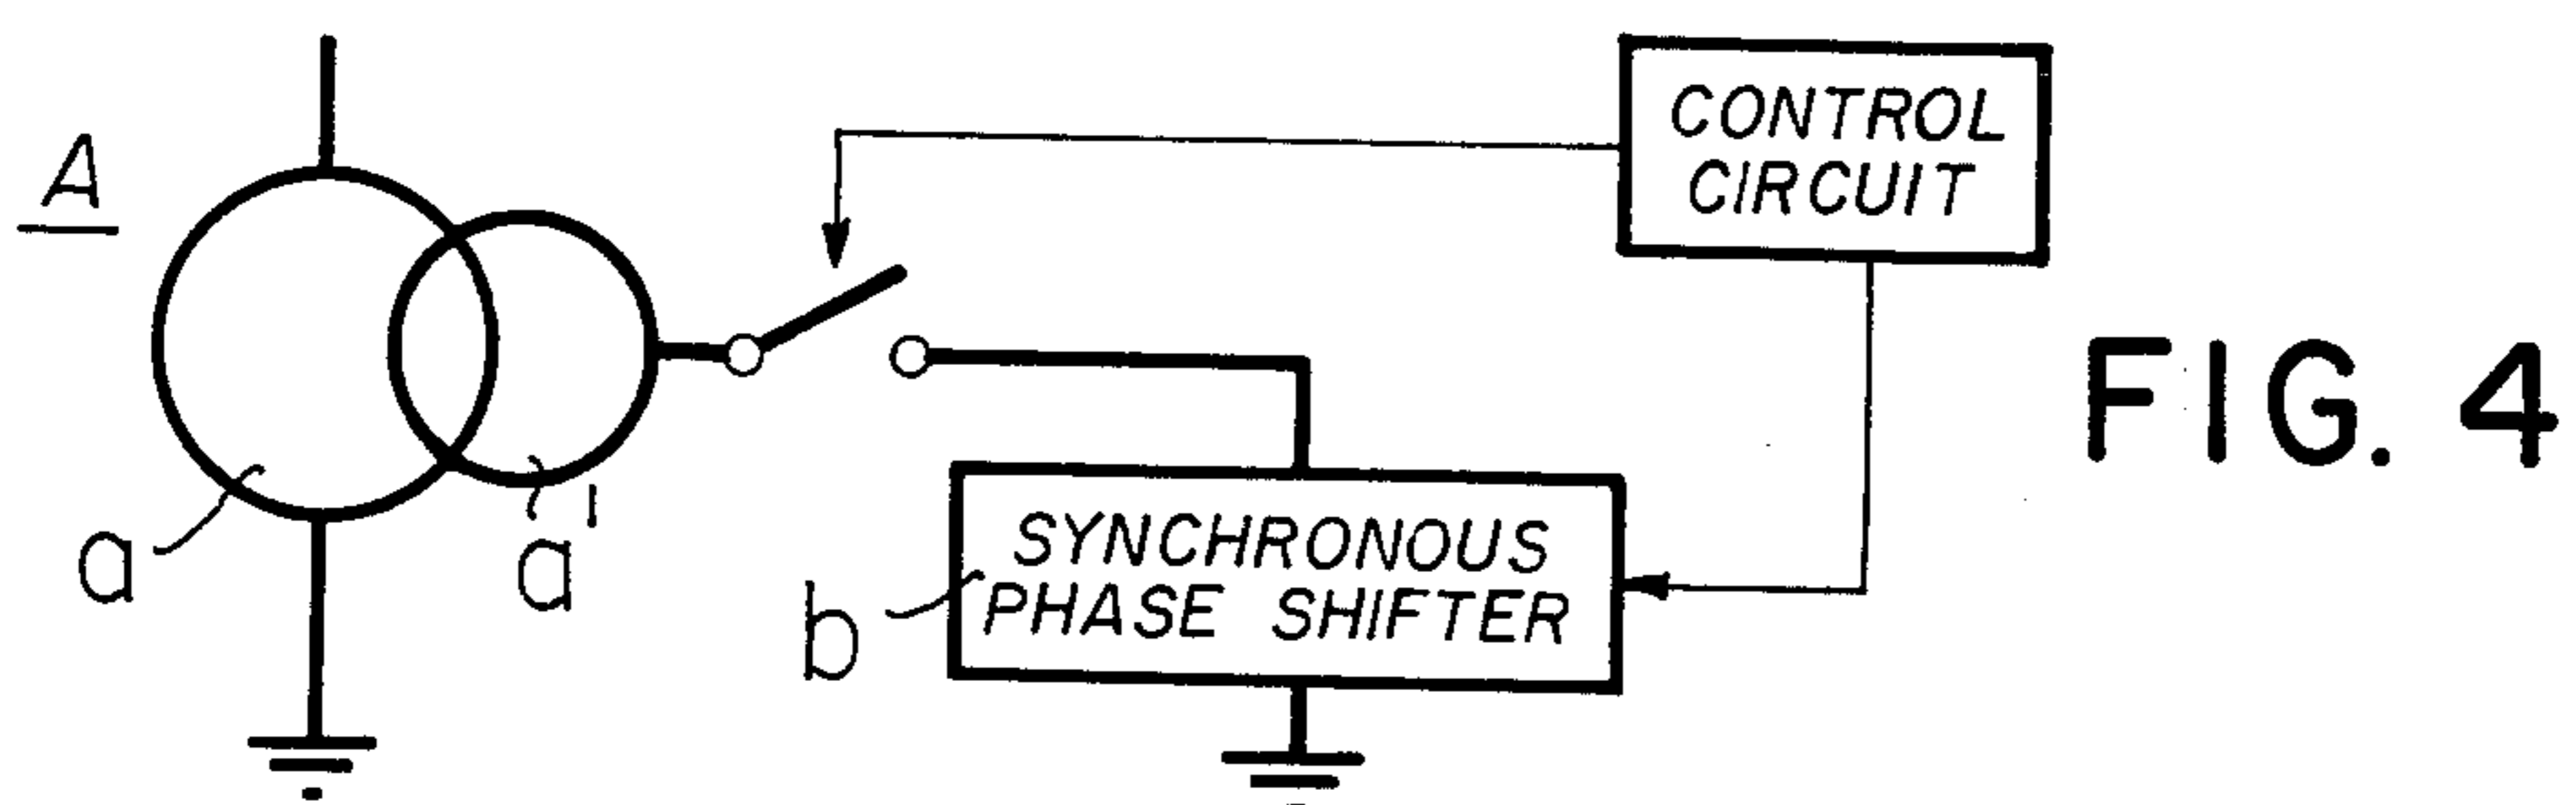 A
CONTROL
CIRCUIT
FIG. 4
a
a'
b
SYNCHRONOUS
PHASE SHIFTER